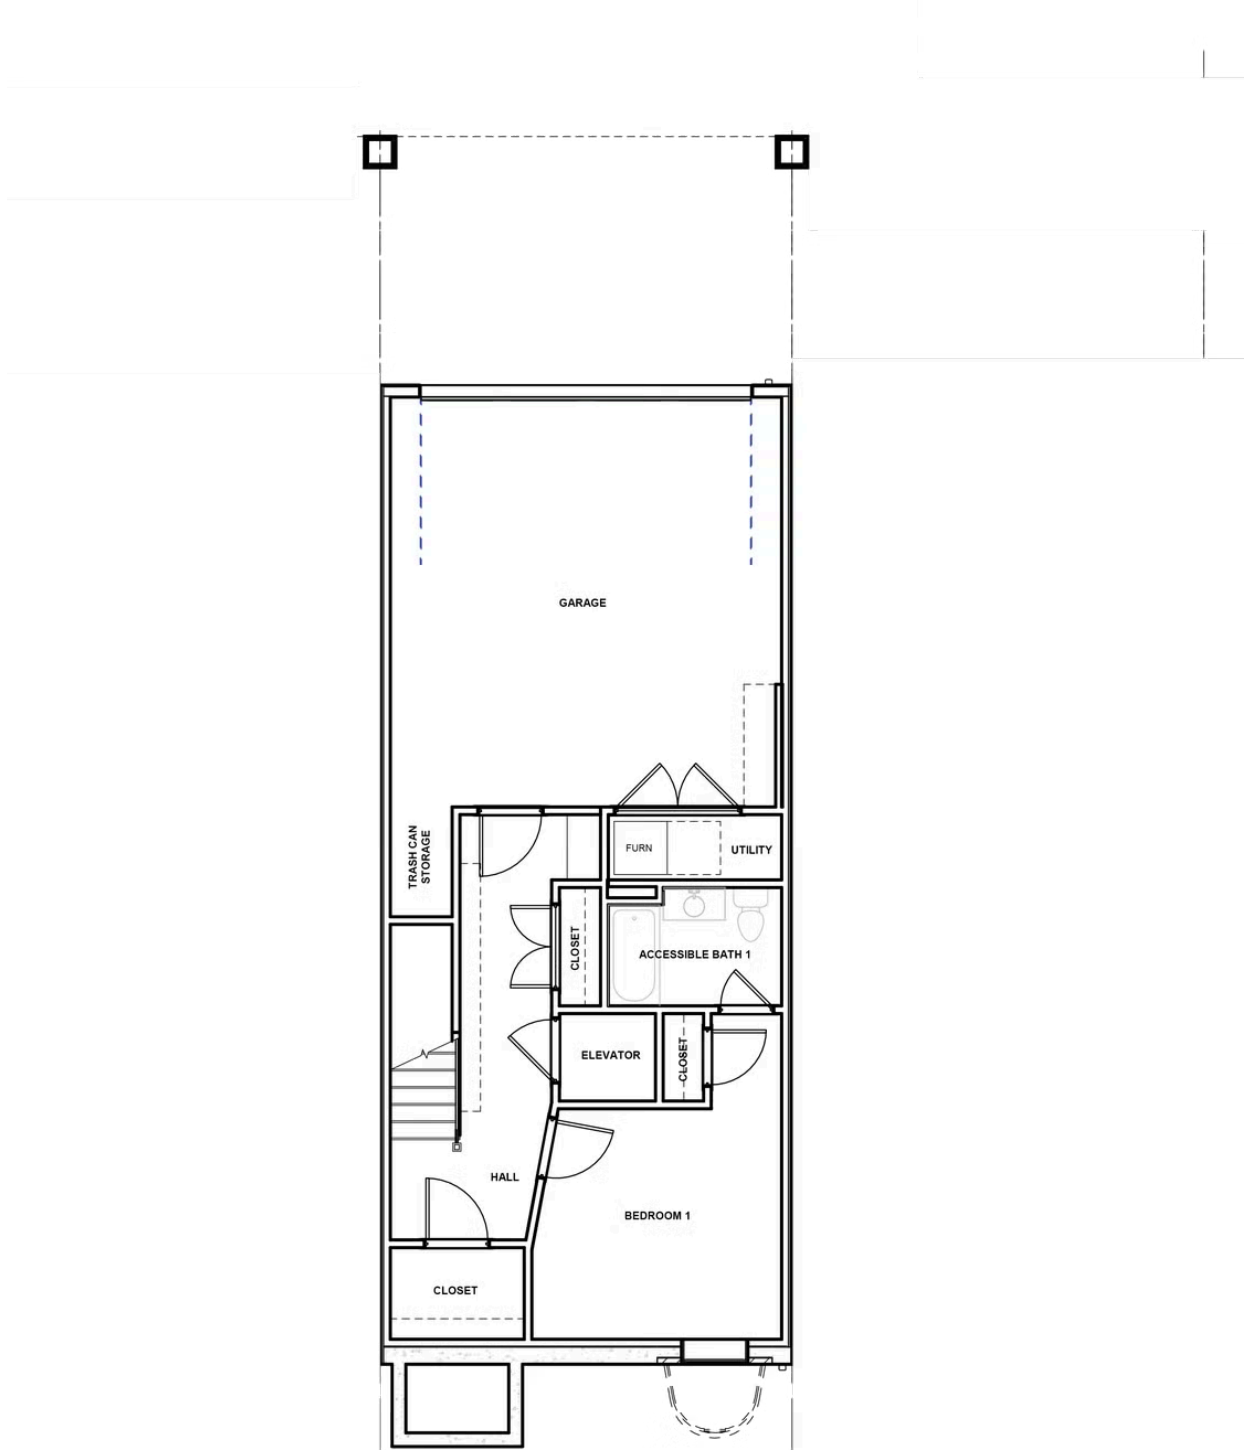 GARAGE
TRASH CAN
STORAGE
FURN
UTILITY
CLOSET
ACCESSIBLE BATH 1
ELEVATOR
CLOSET
HALL
BEDROOM 1
CLOSET